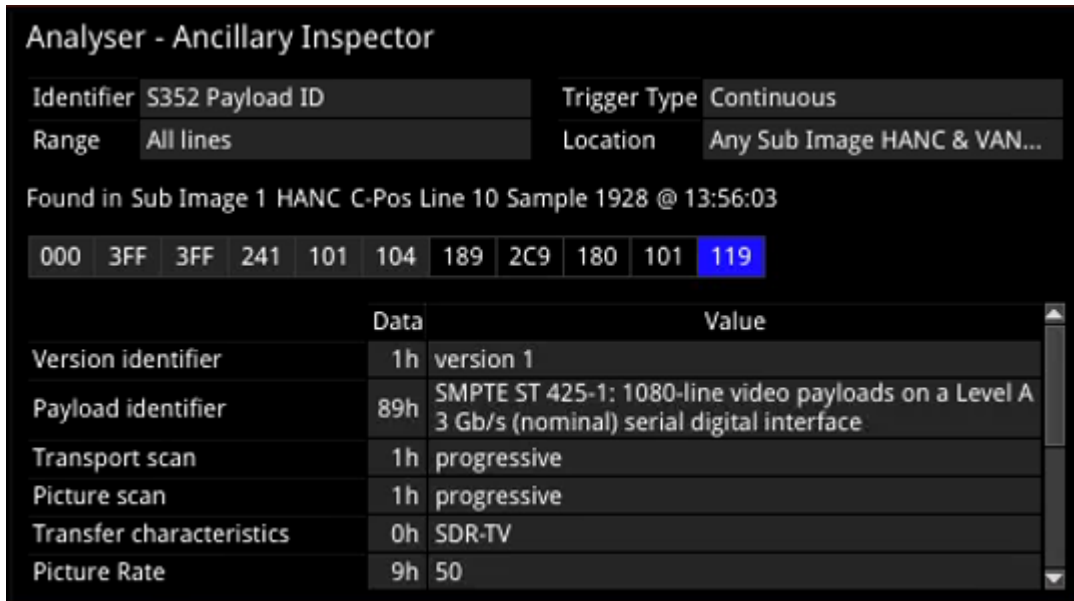 Analyser - Ancillary Inspector
Identifier S352 Payload ID Trigger Type Continuous
Range All lines Location Any Sub Image HANC & VAN...
Found in Sub Image 1 HANC C-Pos Line 10 Sample 1928 @ 13:56:03
000 3FF 3FF 241 101 104 189 2C9 180 101 119
Data Value
Version identifier 1h version 1
Payload identifier 89h SMPTE ST 425-1: 1080-line video payloads on a Level A
3 Gb/s (nominal) serial digital interface
Transport scan 1h progressive
Picture scan 1h progressive
Transfer characteristics 0h SDR-TV
Picture Rate 9h 50